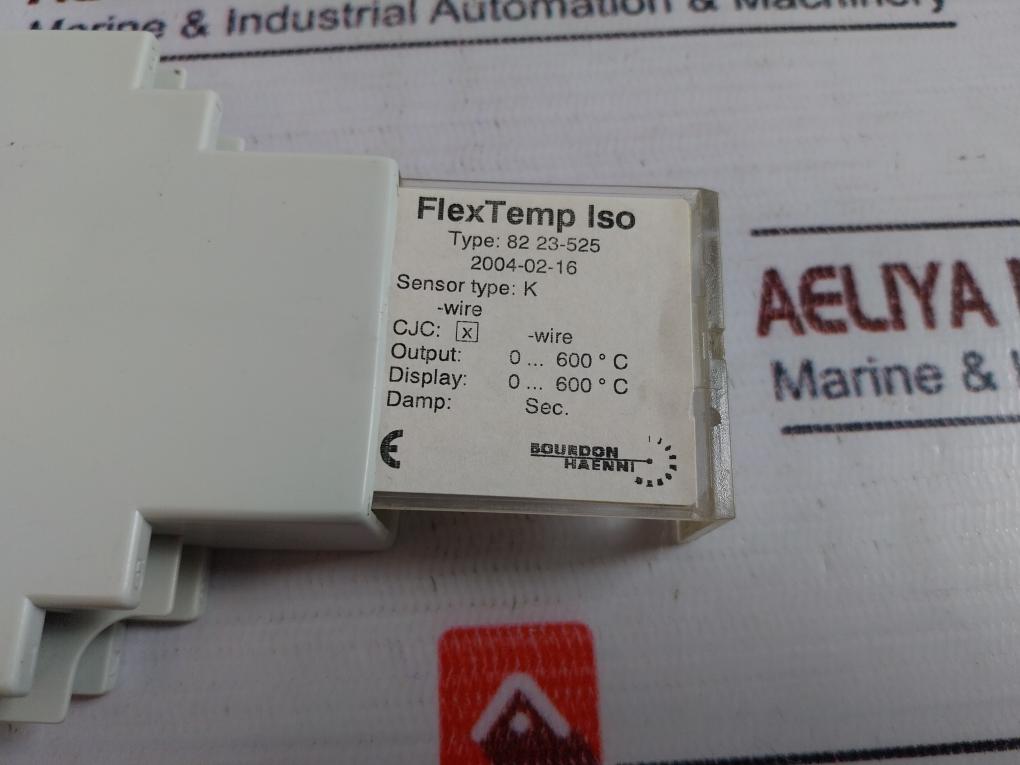 Marine & Industrial Automation & Machinery
FlexTemp Iso
Type: 82 23-525
2004-02-16
Sensor type: K
-wire
CJC: x -wire
Output: 0 ... 600 ° C
Display: 0 ... 600 ° C
Damp: Sec.
CE
BOURDON
HAENNI
AELIYA
Marine &